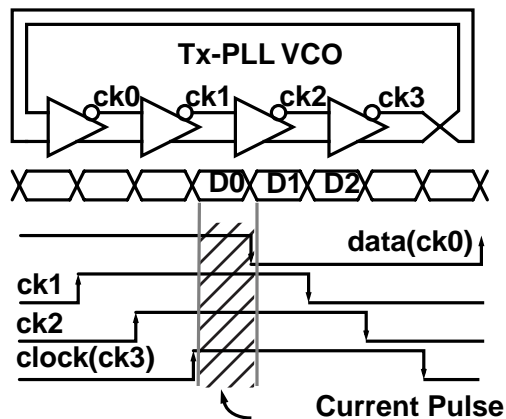 Tx-PLL VCO
ck0 ck1 ck2 ck3
D0 D1 D2
data(ck0)
ck1
ck2
clock(ck3)
Current Pulse